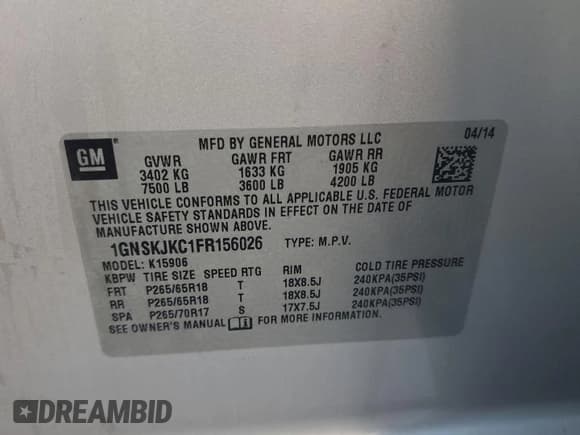 GM
MFD BY GENERAL MOTORS LLC 04/14
GVWR GAWR FRT GAWR RR
3402 KG 1633 KG 1905 KG
7500 LB 3600 LB 4200 LB
THIS VEHICLE CONFORMS TO ALL APPLICABLE U.S. FEDERAL MOTOR
VEHICLE SAFETY STANDARDS IN EFFECT ON THE DATE OF
MANUFACTURE SHOWN ABOVE.
1GNSKJKC1FR156026 TYPE: M.P.V.
MODEL: K15906
KBPW TIRE SIZE SPEED RTG RIM COLD TIRE PRESSURE
FRT P265/65R18 T 18X8.5J 240KPA(35PSI)
RR P265/65R18 T 18X8.5J 240KPA(35PSI)
SPA P265/70R17 S 17X7.5J 240KPA(35PSI)
SEE OWNER'S MANUAL FOR MORE INFORMATION.
DREAMBID